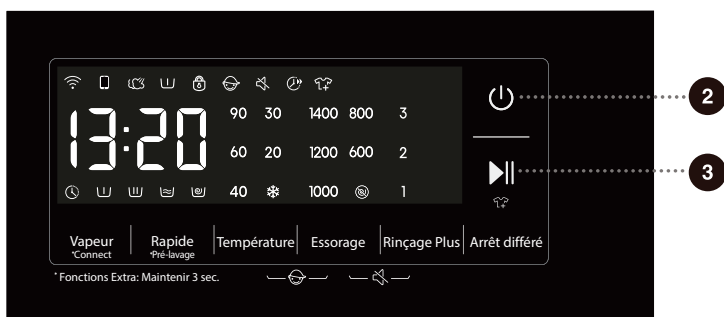 13:20
90 30 1400 800 3
60 20 1200 600 2
40 1000 1
2
3
Vapeur Rapide Température Essorage Rinçage Plus Arrêt différé
*Connect *Pré-lavage
* Fonctions Extra: Maintenir 3 sec.